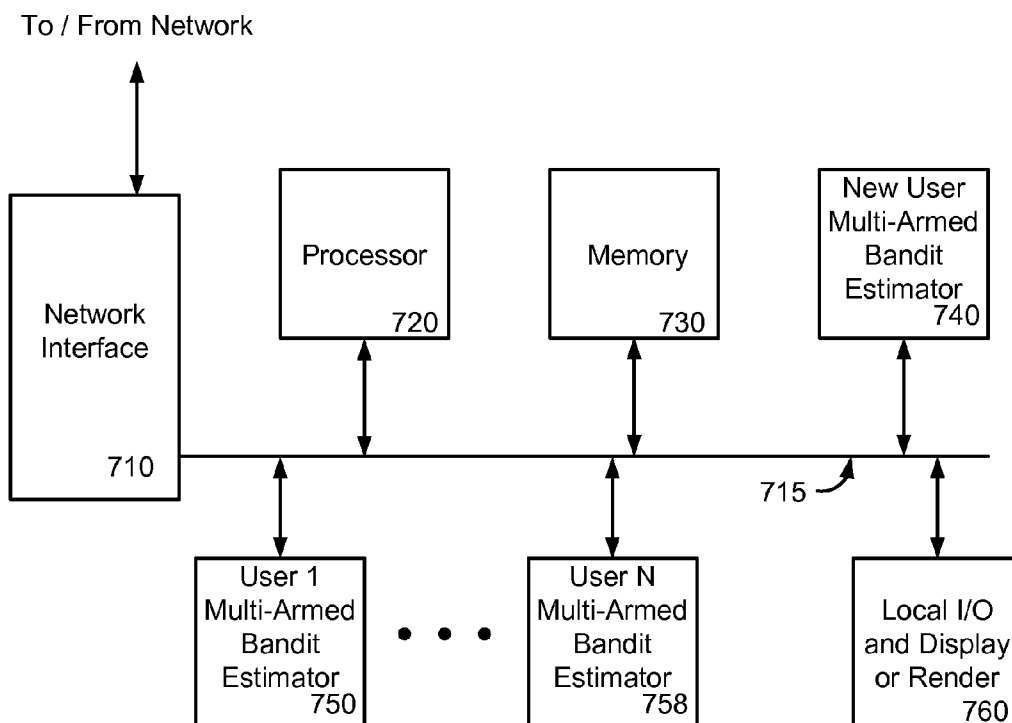 To / From Network
Network
Interface
710
Processor
720
Memory
730
New User
Multi-Armed
Bandit
Estimator
740
715
User 1
Multi-Armed
Bandit
Estimator
750
User N
Multi-Armed
Bandit
Estimator
758
Local I/O
and Display
or Render
760